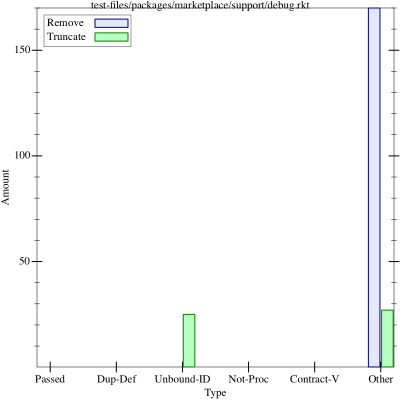 test-files/packages/marketplace/support/debug.rkt
Remove
Truncate
150
100
50
Amount
Passed Dup-Def Unbound-ID Not-Proc Contract-V Other
Type